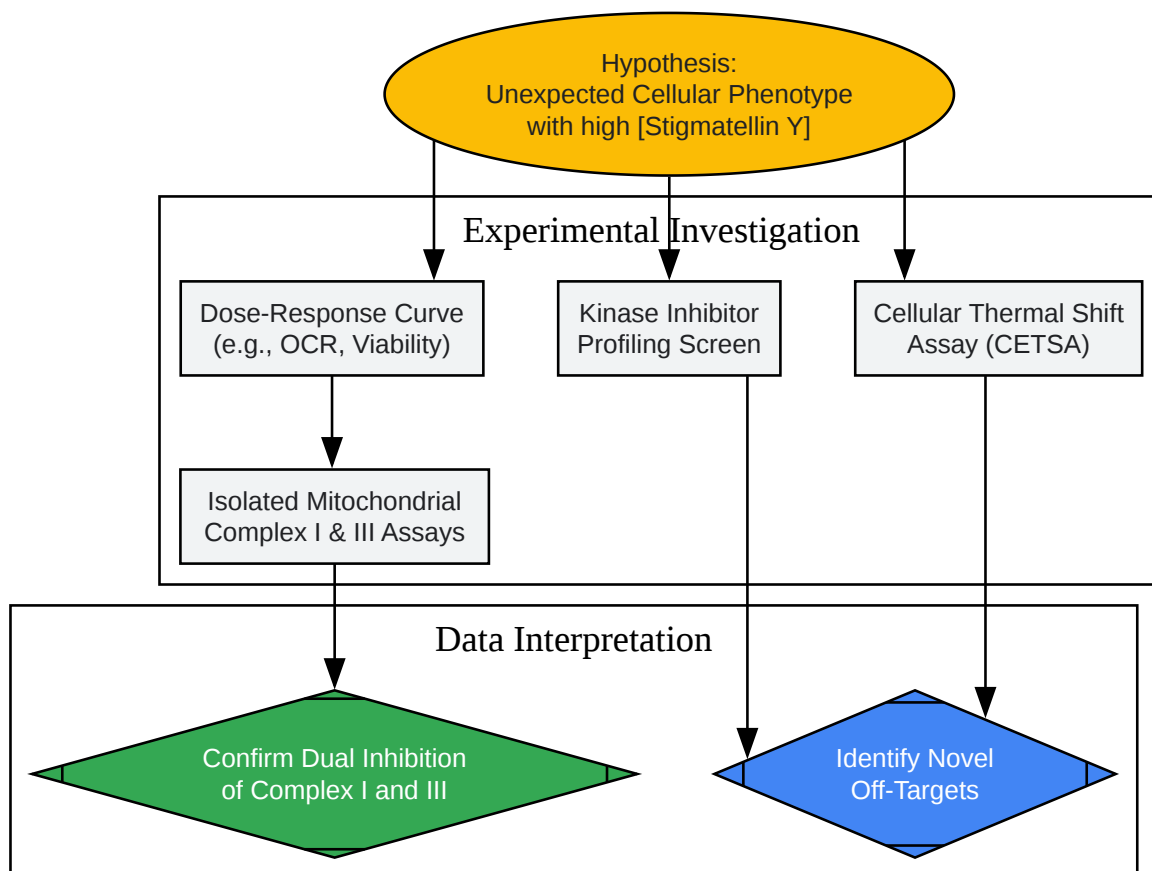 Hypothesis:
Unexpected Cellular Phenotype
with high [Stigmatellin Y]
Experimental Investigation
Dose-Response Curve
(e.g., OCR, Viability)
Kinase Inhibitor
Profiling Screen
Cellular Thermal Shift
Assay (CETSA)
Isolated Mitochondrial
Complex I & III Assays
Data Interpretation
Confirm Dual Inhibition
of Complex I and III
Identify Novel
Off-Targets